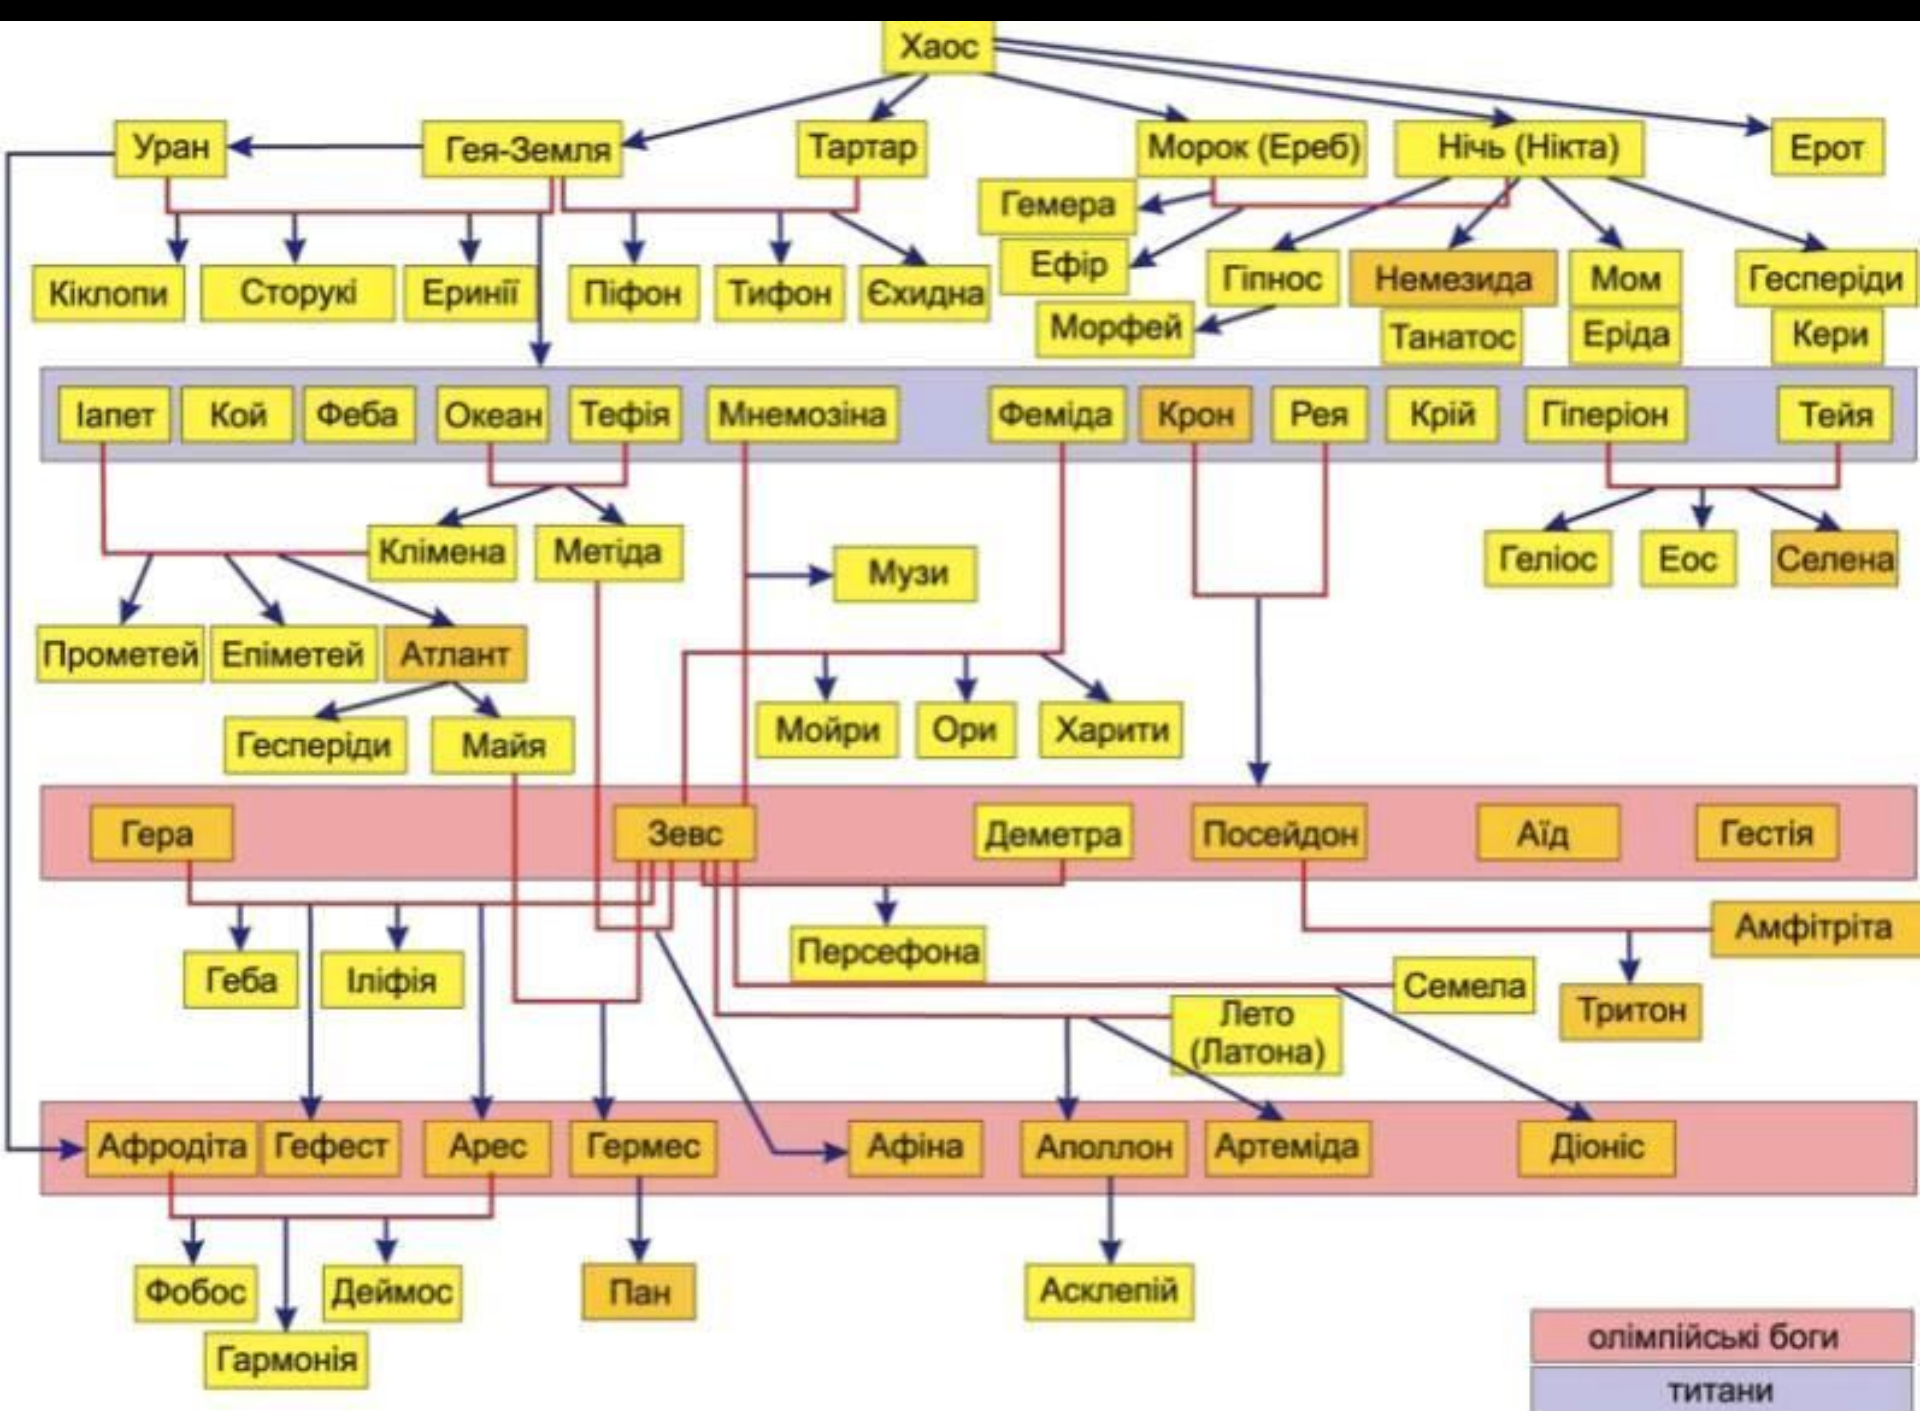 Хаос
Уран
Гея-Земля
Тартар
Морок (Ереб)
Нічь (Нікта)
Ерот
Гемера
Ефір
Кіклопи
Сторукі
Еринії
Піфон
Тифон
Єхидна
Гіпнос
Немезида
Мом
Гесперіди
Морфей
Танатос
Еріда
Кери
Іапет
Кой
Феба
Океан
Тефія
Мнемозіна
Феміда
Крон
Рея
Крій
Гіперіон
Тейя
Клімена
Метіда
Музи
Геліос
Еос
Селена
Прометей
Епіметей
Атлант
Гесперіди
Майя
Мойри
Ори
Харити
Гера
Зевс
Деметра
Посейдон
Аїд
Гестія
Амфітріта
Персефона
Геба
Іліфія
Семела
Тритон
Лето
(Латона)
Афродіта
Гефест
Арес
Гермес
Афіна
Аполлон
Артеміда
Діоніс
Фобос
Деймос
Пан
Асклепій
Гармонія
олімпійські боги
титани